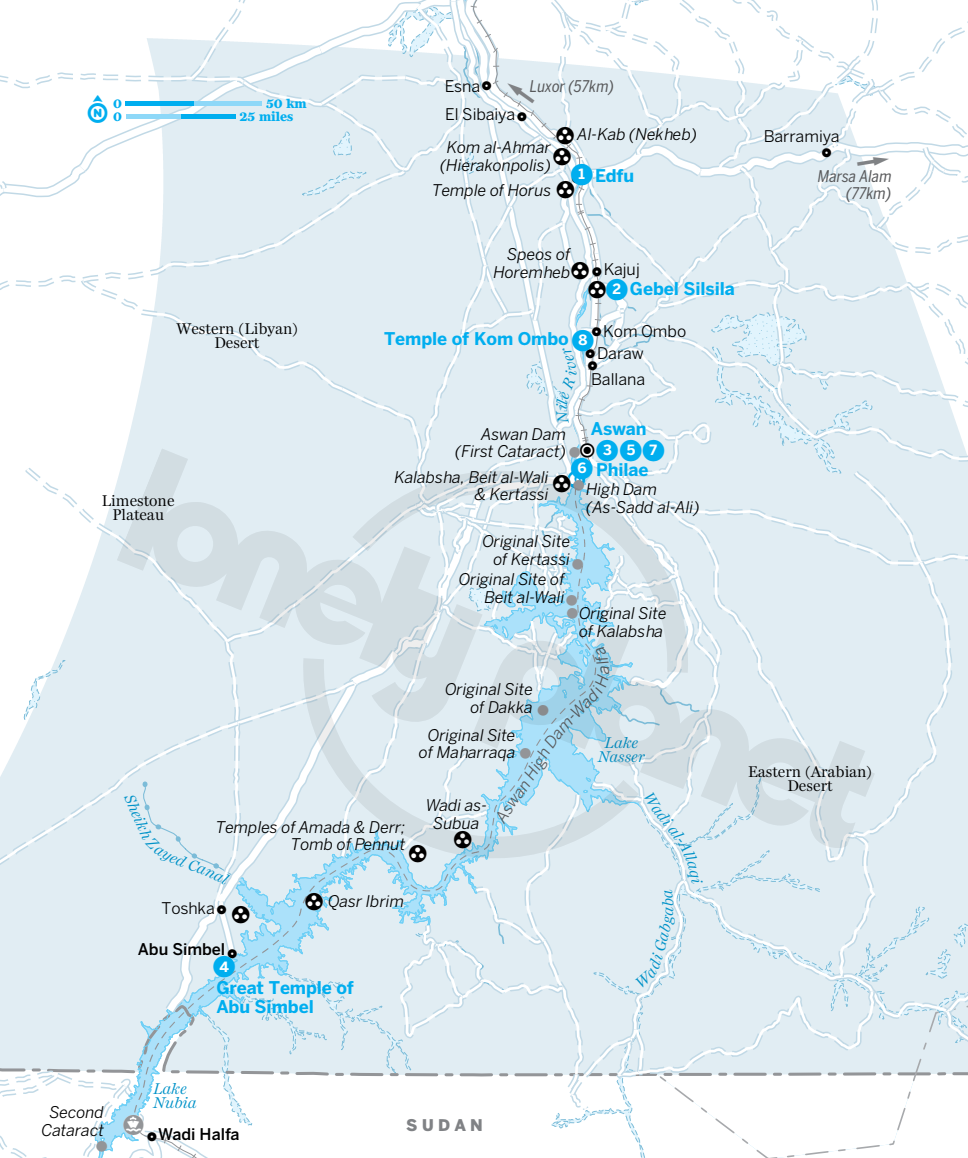 Esna
Luxor (57km)
N
0
50 km
0
25 miles
El Sibaiya
Al-Kab (Nekheb)
Barramiya
Kom al-Ahmar
(Hierakonpolis)
1 Edfu
Marsa Alam
(77km)
Temple of Horus
Speos of
Horemheb
Kajuj
2 Gebel Silsila
Western (Libyan)
Desert
Kom Ombo
Temple of Kom Ombo 8
Daraw
Ballana
Nile River
Aswan
3 5 7
Aswan Dam
(First Cataract)
6 Philae
Kalabsha, Beit al-Wali
& Kertassi
High Dam
(As-Sadd al-Ali)
Limestone
Plateau
Original Site
of Kertassi
Original Site of
Beit al-Wali
Original Site
of Kalabsha
lonely planet
Original Site
of Dakka
Original Site
of Maharraqa
Aswan High Dam-Wadi Halfa
Lake
Nasser
Eastern (Arabian)
Desert
Wadi as-
Subua
Temples of Amada & Derr;
Tomb of Pennut
Sheikh Zayed Canal
Wadi al-Allaqi
Qasr Ibrim
Toshka
Wadi Gabgaba
Abu Simbel
4
Great Temple of
Abu Simbel
Lake
Nubia
Second
Cataract
SUDAN
Wadi Halfa